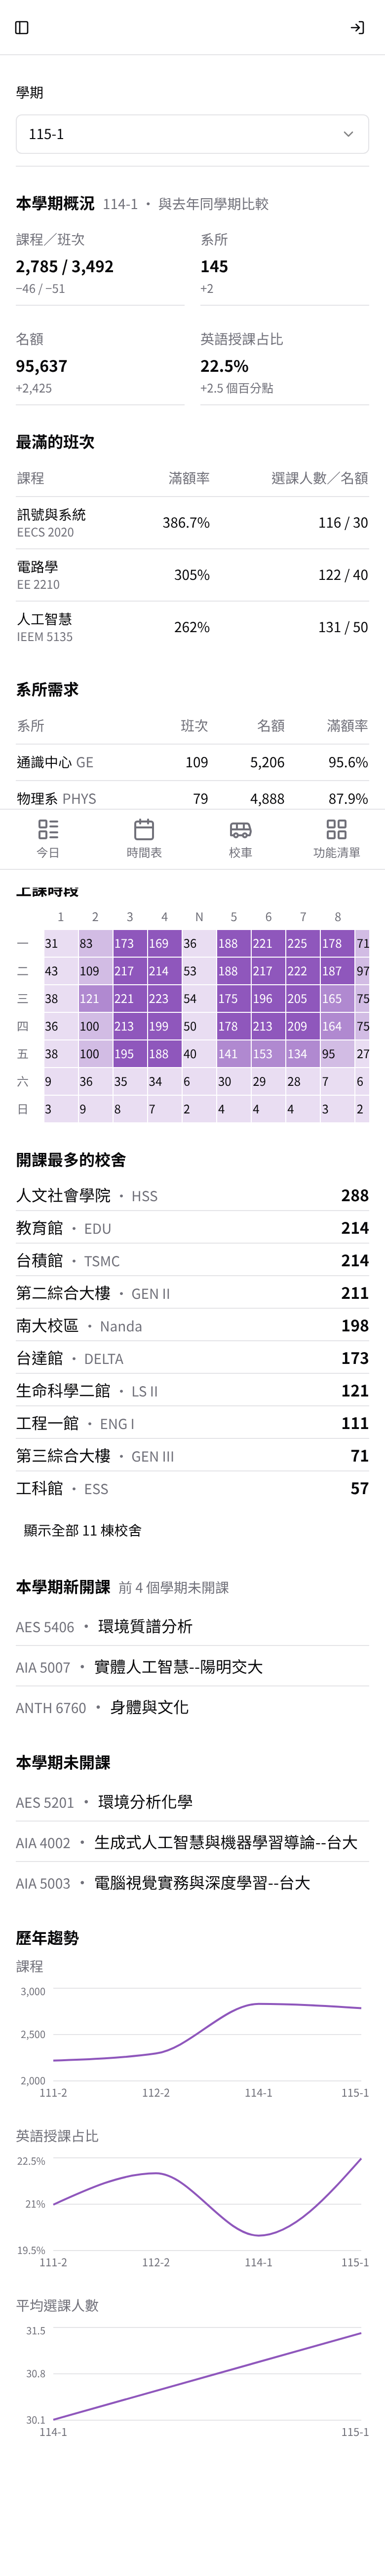 學期
115-1
本學期概況 114-1 • 與去年同學期比較
課程／班次 系所
2,785 / 3,492 145
−46 / −51 +2
名額 英語授課占比
95,637 22.5%
+2,425 +2.5 個百分點
最滿的班次
課程 滿額率 選課人數／名額
訊號與系統 386.7% 116 / 30
EECS 2020
電路學 305% 122 / 40
EE 2210
人工智慧 262% 131 / 50
IEEM 5135
系所需求
系所 班次 名額 滿額率
通識中心 GE 109 5,206 95.6%
物理系 PHYS 79 4,888 87.9%
今日 時間表 校車 功能清單
上課時段
1 2 3 4 N 5 6 7 8
一 31 83 173 169 36 188 221 225 178 71
二 43 109 217 214 53 188 217 222 187 97
三 38 121 221 223 54 175 196 205 165 75
四 36 100 213 199 50 178 213 209 164 75
五 38 100 195 188 40 141 153 134 95 27
六 9 36 35 34 6 30 29 28 7 6
日 3 9 8 7 2 4 4 4 3 2
開課最多的校舍
人文社會學院 • HSS 288
教育館 • EDU 214
台積館 • TSMC 214
第二綜合大樓 • GEN II 211
南大校區 • Nanda 198
台達館 • DELTA 173
生命科學二館 • LS II 121
工程一館 • ENG I 111
第三綜合大樓 • GEN III 71
工科館 • ESS 57
顯示全部 11 棟校舍
本學期新開課 前 4 個學期未開課
AES 5406 • 環境質譜分析
AIA 5007 • 實體人工智慧--陽明交大
ANTH 6760 • 身體與文化
本學期未開課
AES 5201 • 環境分析化學
AIA 4002 • 生成式人工智慧與機器學習導論--台大
AIA 5003 • 電腦視覺實務與深度學習--台大
歷年趨勢
課程
3,000
2,500
2,000
111-2 112-2 114-1 115-1
英語授課占比
22.5%
21%
19.5%
111-2 112-2 114-1 115-1
平均選課人數
31.5
30.8
30.1
114-1 115-1